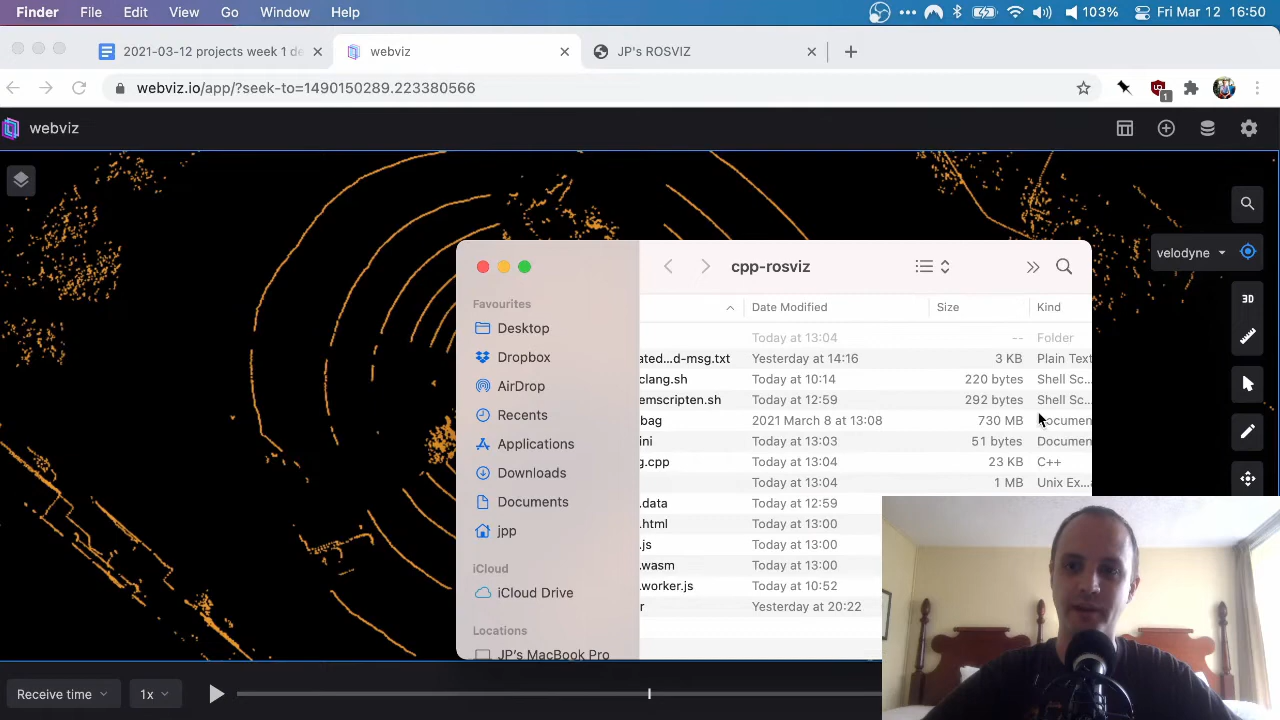 Finder File Edit View Go Window Help 103% Fri Mar 12 16:50
2021-03-12 projects week 1 de webviz JP's ROSVIZ
webviz.io/app/?seek-to=1490150289.223380566 1
webviz
velodyne
3D
cpp-rosviz
Favourites
Desktop
Dropbox
AirDrop
Recents
Applications
Downloads
Documents
jpp
iCloud
iCloud Drive
Locations
JP's MacBook Pro
Date Modified Size Kind
Today at 13:04 -- Folder
ated...d-msg.txt Yesterday at 14:16 3 KB Plain Text
clang.sh Today at 10:14 220 bytes Shell Sc...
emscripten.sh Today at 12:59 292 bytes Shell Sc...
bag 2021 March 8 at 13:08 730 MB Documen
ini Today at 13:03 51 bytes Documen
g.cpp Today at 13:04 23 KB C++
Today at 13:04 1 MB Unix Ex...
.data Today at 12:59
.html Today at 13:00
.js Today at 13:00
.wasm Today at 13:00
.worker.js Today at 10:52
r Yesterday at 20:22
Receive time 1x